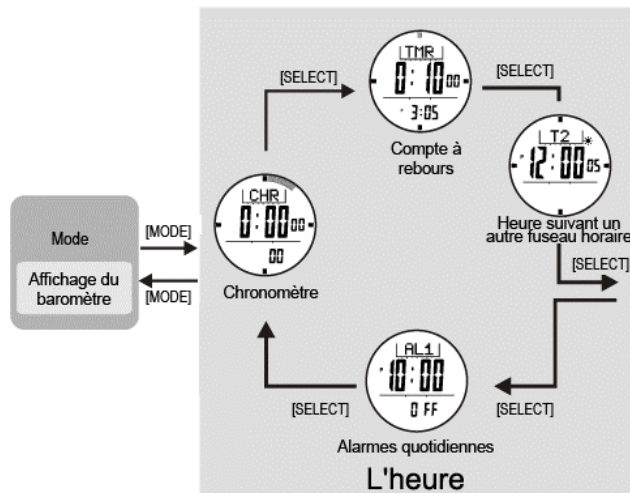 TMR
0:10 00
3:05
[SELECT]
[SELECT]
Compte à
rebours
T2
P 12:00 05
Heure suivant un
autre fuseau horaire
[SELECT]
CHR
0:00 00
00
Chronomètre
Mode
[MODE]
Affichage du
baromètre
[MODE]
AL1
P 10:00
OFF
[SELECT]
[SELECT]
Alarmes quotidiennes
L'heure